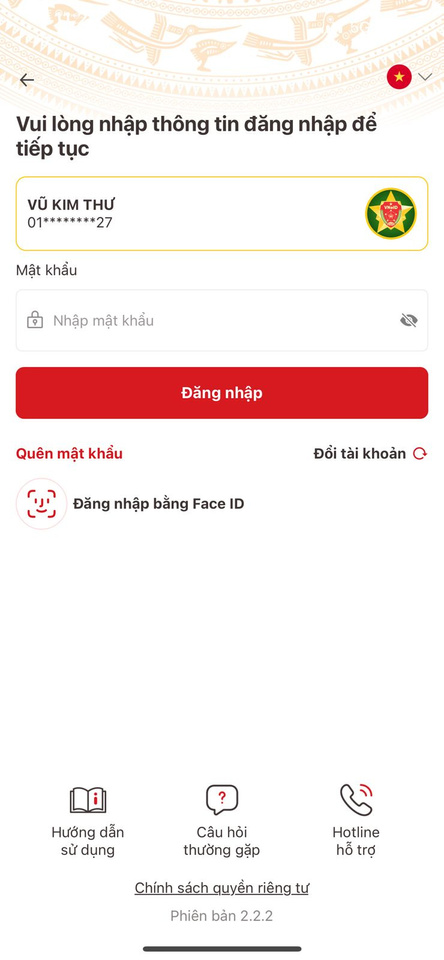 Vui lòng nhập thông tin đăng nhập để
tiếp tục
VŨ KIM THƯ
01********27
VNeID
Mật khẩu
Nhập mật khẩu
Đăng nhập
Quên mật khẩu
Đổi tài khoản
Đăng nhập bằng Face ID
Hướng dẫn
sử dụng
Câu hỏi
thường gặp
Hotline
hỗ trợ
Chính sách quyền riêng tư
Phiên bản 2.2.2